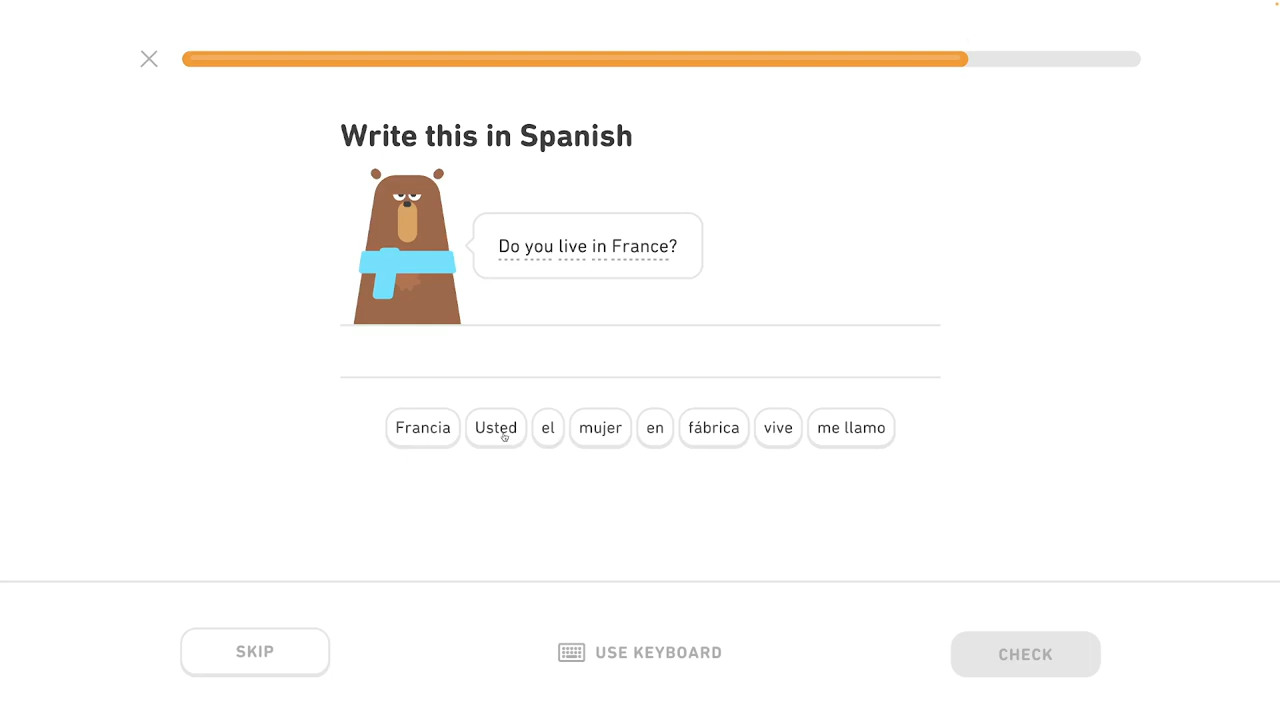 Write this in Spanish
Do you live in France?
Francia Usted el mujer en fábrica vive me llamo
SKIP USE KEYBOARD CHECK